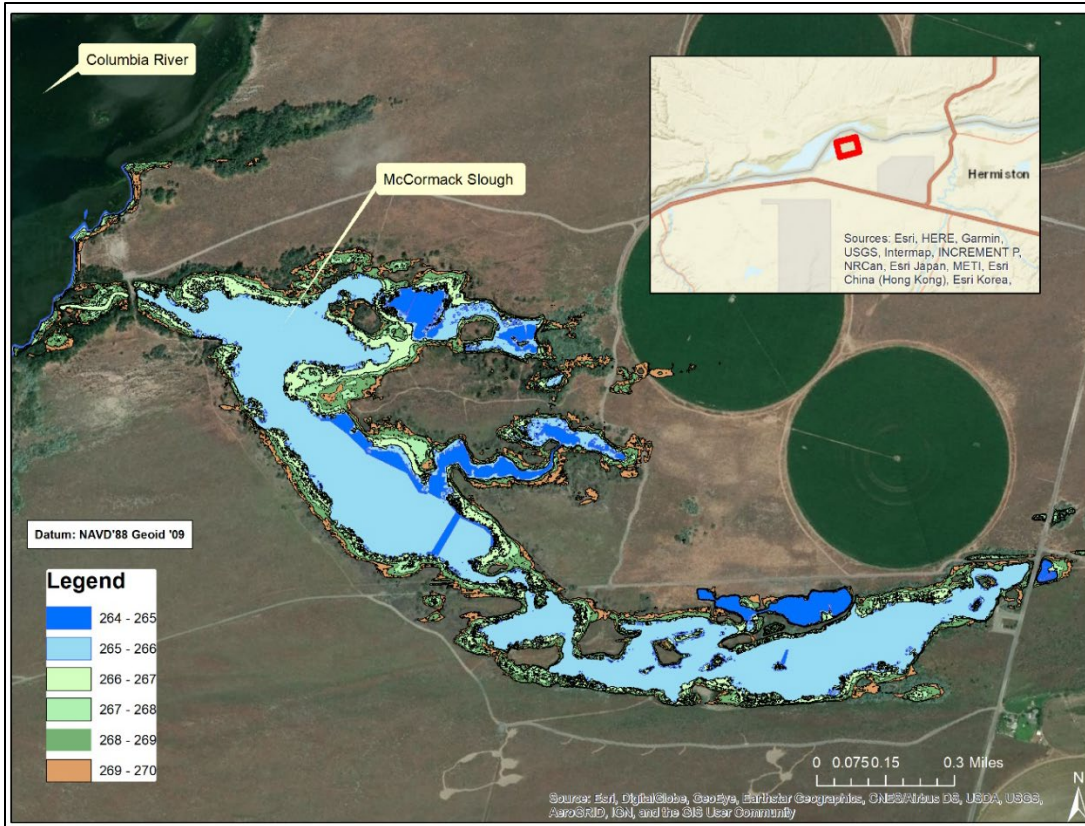 Columbia River
McCormack Slough
Hermiston
Sources: Esri, HERE, Garmin,
USGS, Intermap, INCREMENT P,
NRCan, Esri Japan, METI, Esri
China (Hong Kong), Esri Korea,
Datum: NAVD'88 Geoid '09
Legend
264 - 265
265 - 266
266 - 267
267 - 268
268 - 269
269 - 270
0 0.075 0.15 0.3 Miles
N
Source: Esri, DigitalGlobe, GeoEye, Earthstar Geographics, CNES/Airbus DS, USDA, USGS,
AeroGRID, IGN, and the GIS User Community